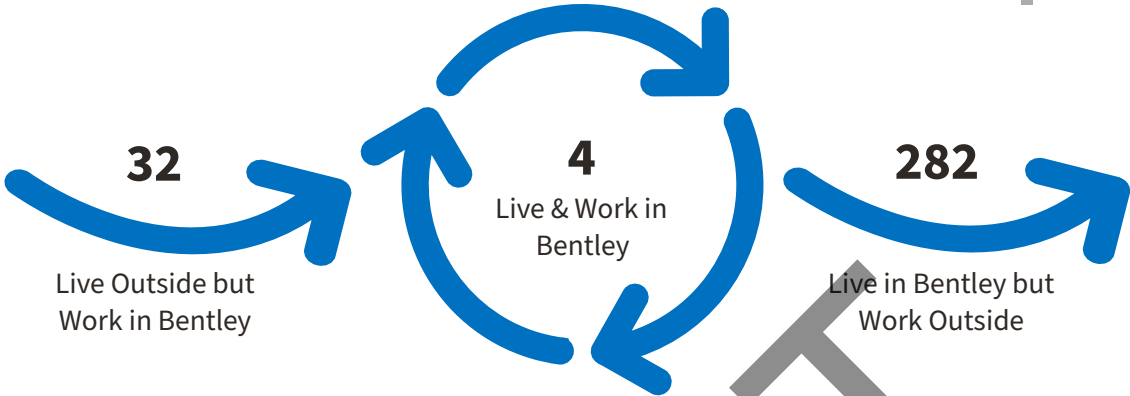 32
Live Outside but
Work in Bentley
4
Live & Work in
Bentley
282
Live in Bentley but
Work Outside